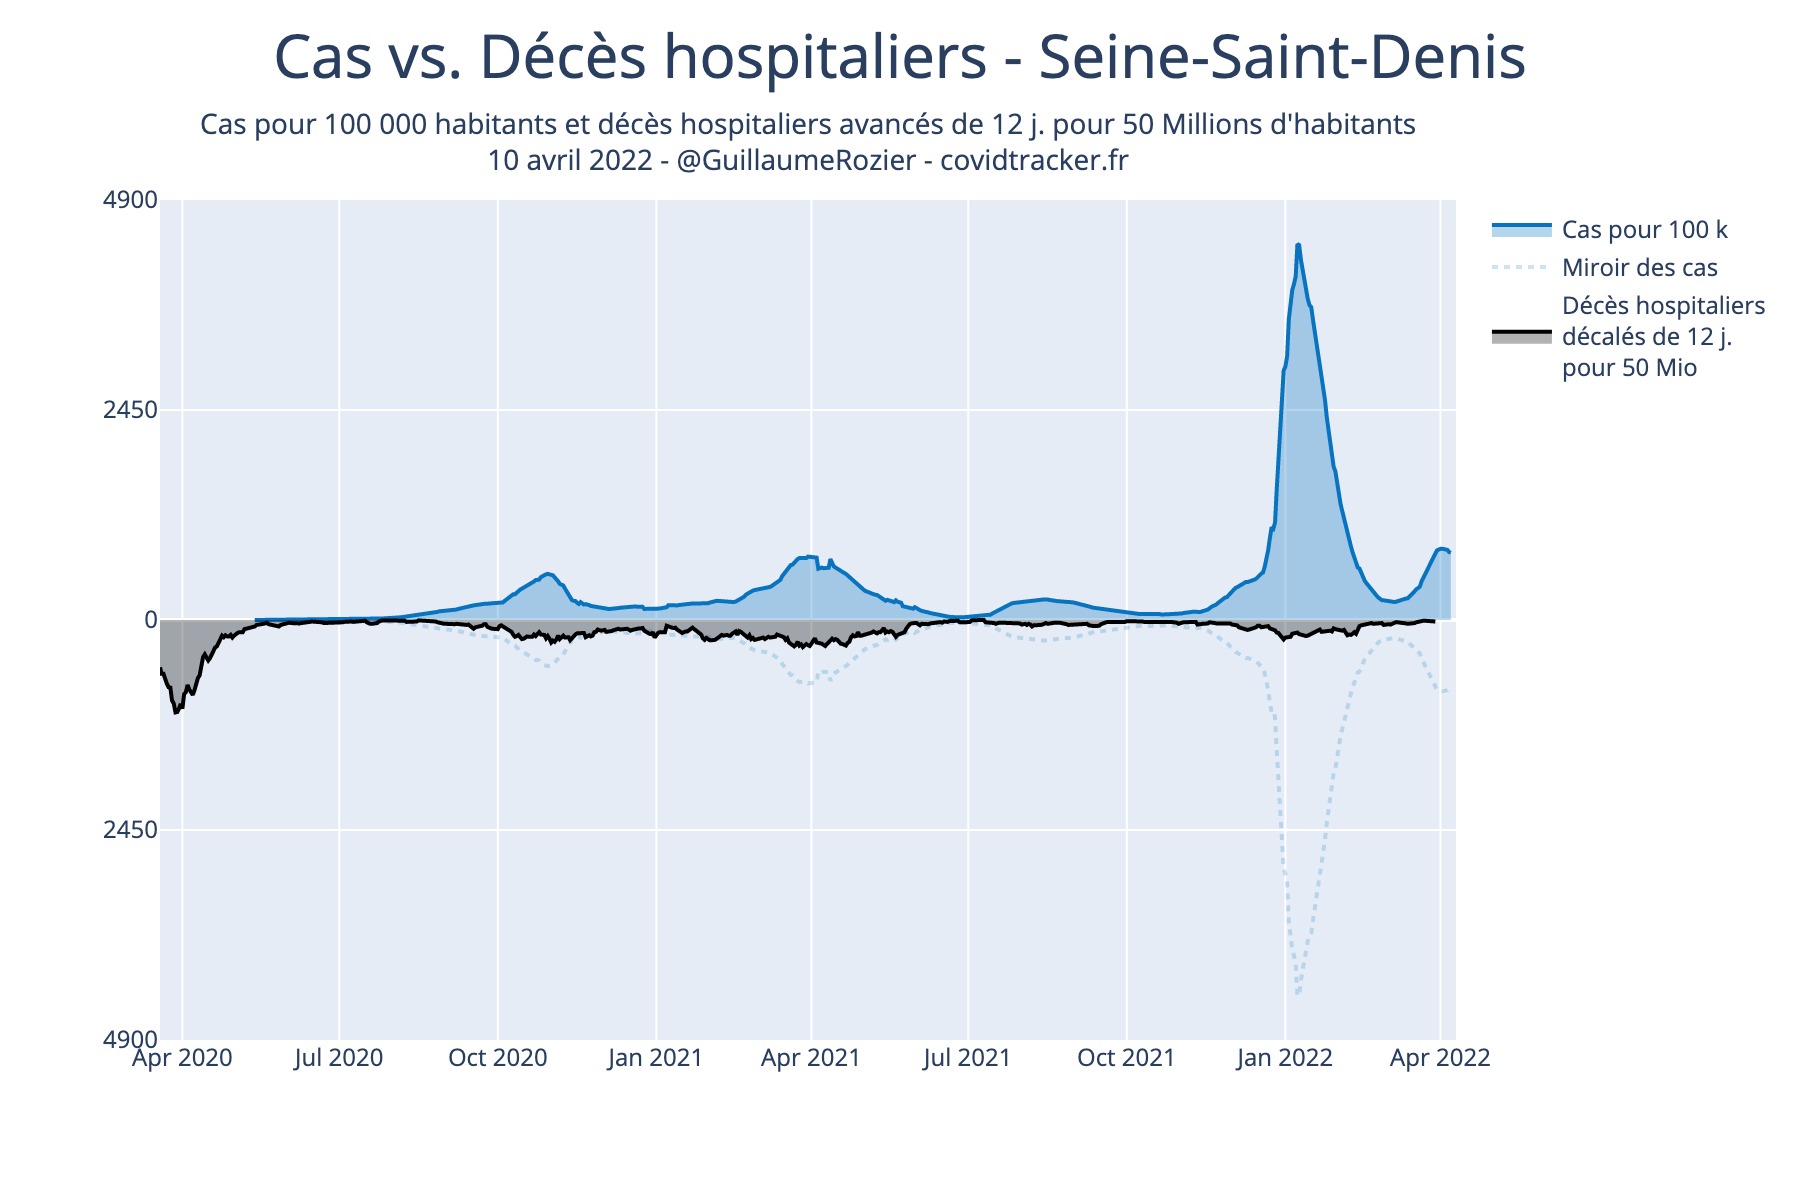 Cas vs. Décès hospitaliers - Seine-Saint-Denis
Cas pour 100 000 habitants et décès hospitaliers avancés de 12 j. pour 50 Millions d'habitants
10 avril 2022 - @GuillaumeRozier - covidtracker.fr
4900
2450
0
2450
4900
Apr 2020
Jul 2020
Oct 2020
Jan 2021
Apr 2021
Jul 2021
Oct 2021
Jan 2022
Apr 2022
Cas pour 100 k
Miroir des cas
Décès hospitaliers
décalés de 12 j.
pour 50 Mio